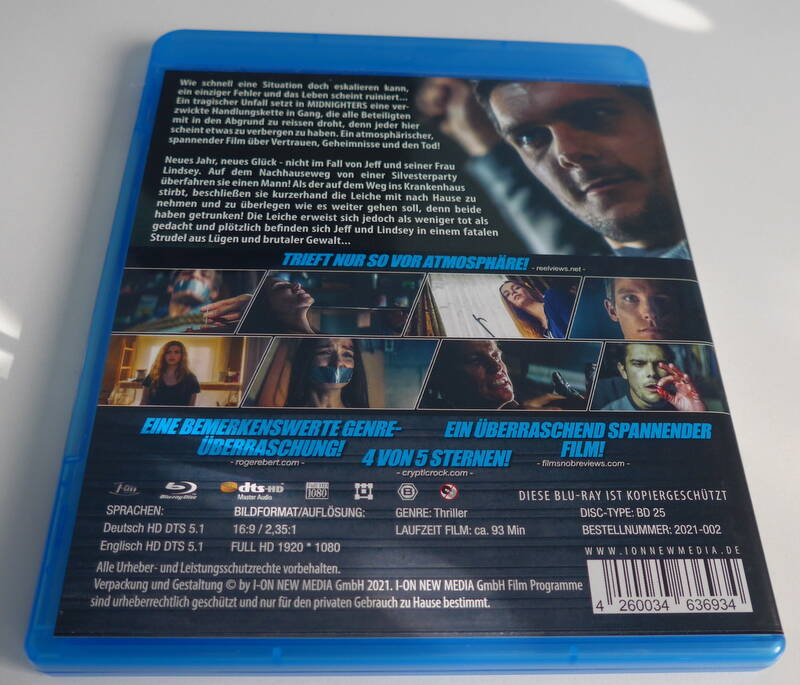 Wie schnell eine Situation doch eskalieren kann,
ein einziger Fehler und das Leben scheint ruiniert...
Ein tragischer Unfall setzt in MIDNIGHTERS eine ver-
zwickte Handlungskette in Gang, die alle Beteiligten
mit in den Abgrund zu reissen droht, denn jeder hier
scheint etwas zu verbergen zu haben. Ein atmosphärischer,
spannender Film über Vertrauen, Geheimnisse und den Tod!
Neues Jahr, neues Glück - nicht im Fall von Jeff und seiner Frau
Lindsey. Auf dem Nachhauseweg von einer Silvesterparty
überfahren sie einen Mann! Als der auf dem Weg ins Krankenhaus
stirbt, beschließen sie kurzerhand die Leiche mit nach Hause zu
nehmen und zu überlegen wie es weiter gehen soll, denn beide
haben getrunken! Die Leiche erweist sich jedoch als weniger tot als
gedacht und plötzlich befinden sich Jeff und Lindsey in einem fatalen
Strudel aus Lügen und brutaler Gewalt...
TRIEFT NUR SO VOR ATMOSPHÄRE! - reelviews.net -
EINE BEMERKENSWERTE GENRE-
ÜBERRASCHUNG!
- rogerebert.com -
4 VON 5 STERNEN!
- crypticrock.com -
EIN ÜBERRASCHEND SPANNENDER
FILM!
- filmsnobreviews.com -
i-on
Blu-ray Disc
dts-HD
Master Audio
FULL HD
1080
B
DIESE BLU-RAY IST KOPIERGESCHÜTZT
SPRACHEN:
Deutsch HD DTS 5.1
Englisch HD DTS 5.1
BILDFORMAT/AUFLÖSUNG:
16:9 / 2,35:1
FULL HD 1920 * 1080
GENRE: Thriller
LAUFZEIT FILM: ca. 93 Min
DISC-TYPE: BD 25
BESTELLNUMMER: 2021-002
WWW.IONNEWMEDIA.DE
Alle Urheber- und Leistungsschutzrechte vorbehalten.
Verpackung und Gestaltung © by I-ON NEW MEDIA GmbH 2021. I-ON NEW MEDIA GmbH Film Programme
sind urheberrechtlich geschützt und nur für den privaten Gebrauch zu Hause bestimmt.
4 260034 636934